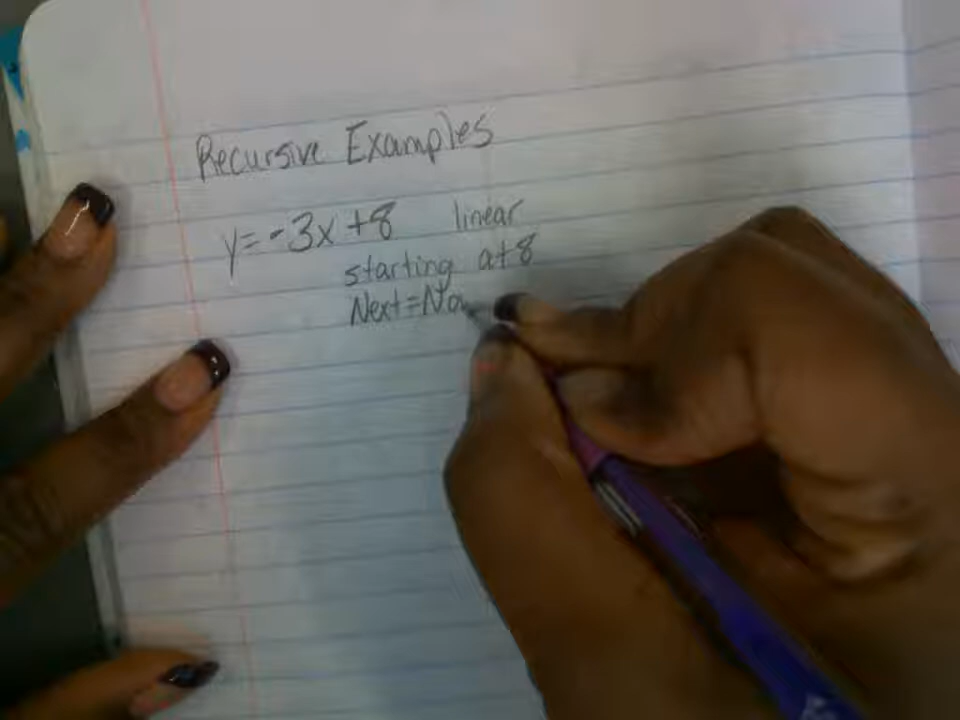 Recursive Examples
y=-3x+8 linear
starting at 8
Next=No